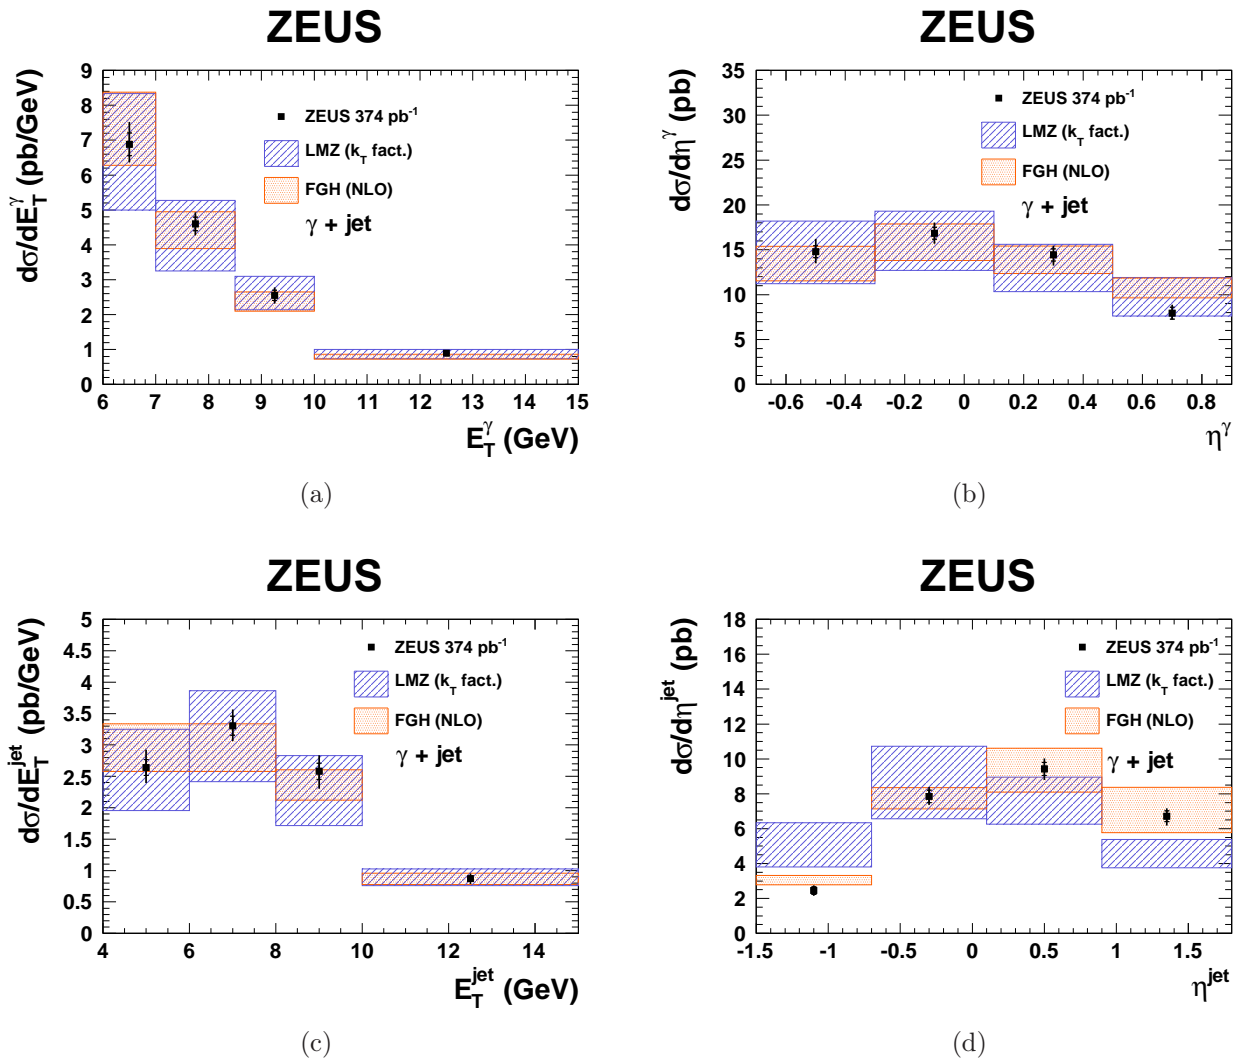 ZEUS
dσ/dE_T^γ (pb/GeV)
9
8
7
6
5
4
3
2
1
0
ZEUS 374 pb⁻¹
LMZ (k_T fact.)
FGH (NLO)
γ + jet
6 7 8 9 10 11 12 13 14 15
E_T^γ (GeV)
(a)
ZEUS
dσ/dη^γ (pb)
35
30
25
20
15
10
5
0
ZEUS 374 pb⁻¹
LMZ (k_T fact.)
FGH (NLO)
γ + jet
-0.6 -0.4 -0.2 0 0.2 0.4 0.6 0.8
η^γ
(b)
ZEUS
dσ/dE_T^jet (pb/GeV)
5
4.5
4
3.5
3
2.5
2
1.5
1
0.5
0
ZEUS 374 pb⁻¹
LMZ (k_T fact.)
FGH (NLO)
γ + jet
4 6 8 10 12 14
E_T^jet (GeV)
(c)
ZEUS
dσ/dη^jet (pb)
18
16
14
12
10
8
6
4
2
0
ZEUS 374 pb⁻¹
LMZ (k_T fact.)
FGH (NLO)
γ + jet
-1.5 -1 -0.5 0 0.5 1 1.5
η^jet
(d)